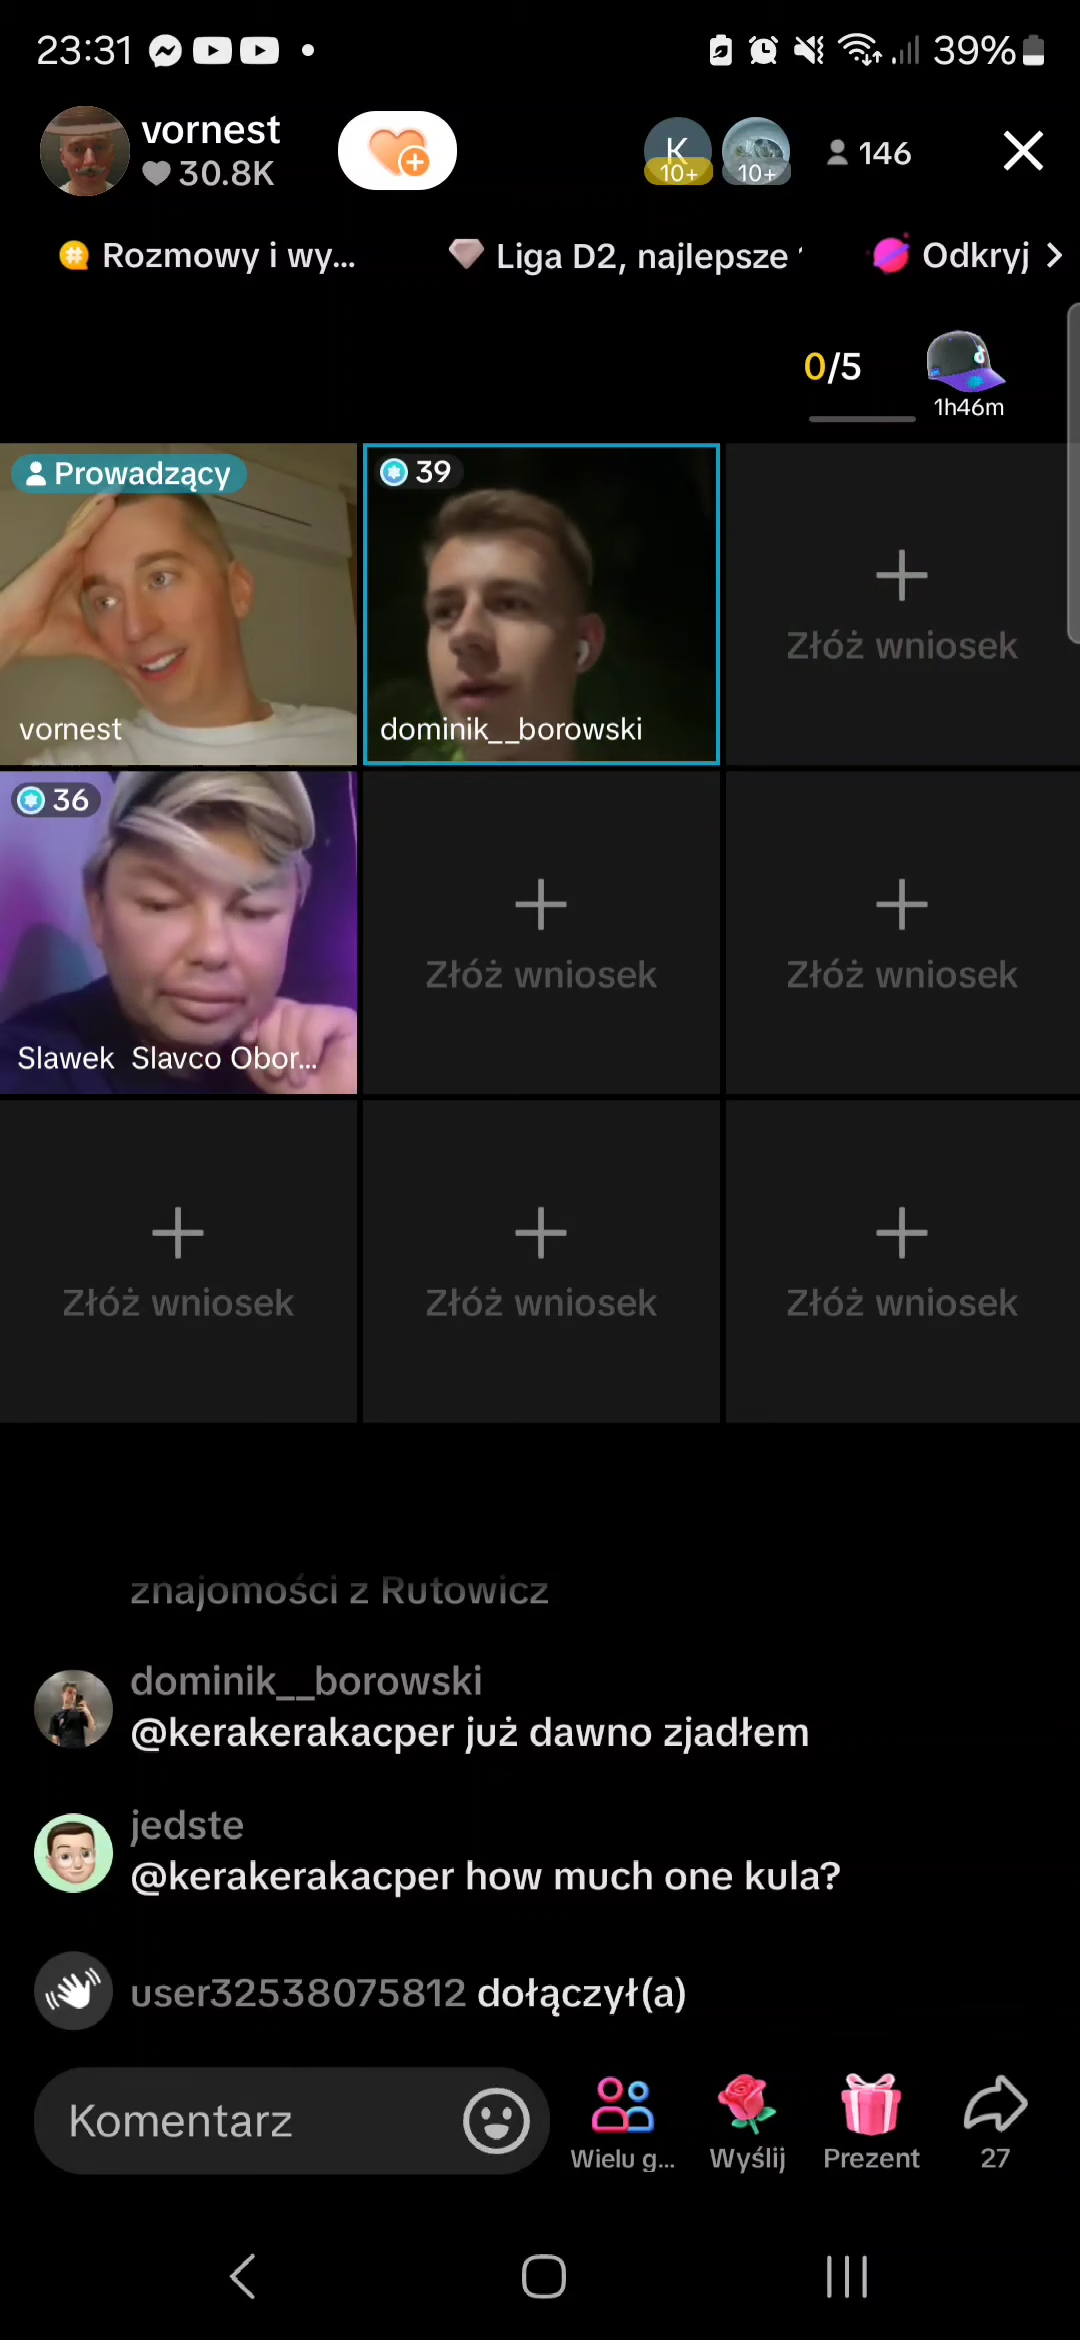 23:31
39%
vornest
30.8K
K
10+
10+
146
Rozmowy i wy...
Liga D2, najlepsze
Odkryj
0/5
1h46m
Prowadzący
39
Złóż wniosek
vornest
dominik__borowski
36
Złóż wniosek
Złóż wniosek
Slawek Slavco Obor...
Złóż wniosek
Złóż wniosek
Złóż wniosek
znajomości z Rutowicz
dominik__borowski
@kerakerakacper już dawno zjadłem
jedste
@kerakerakacper how much one kula?
user32538075812 dołączył(a)
Komentarz
Wielu g...
Wyślij
Prezent
27